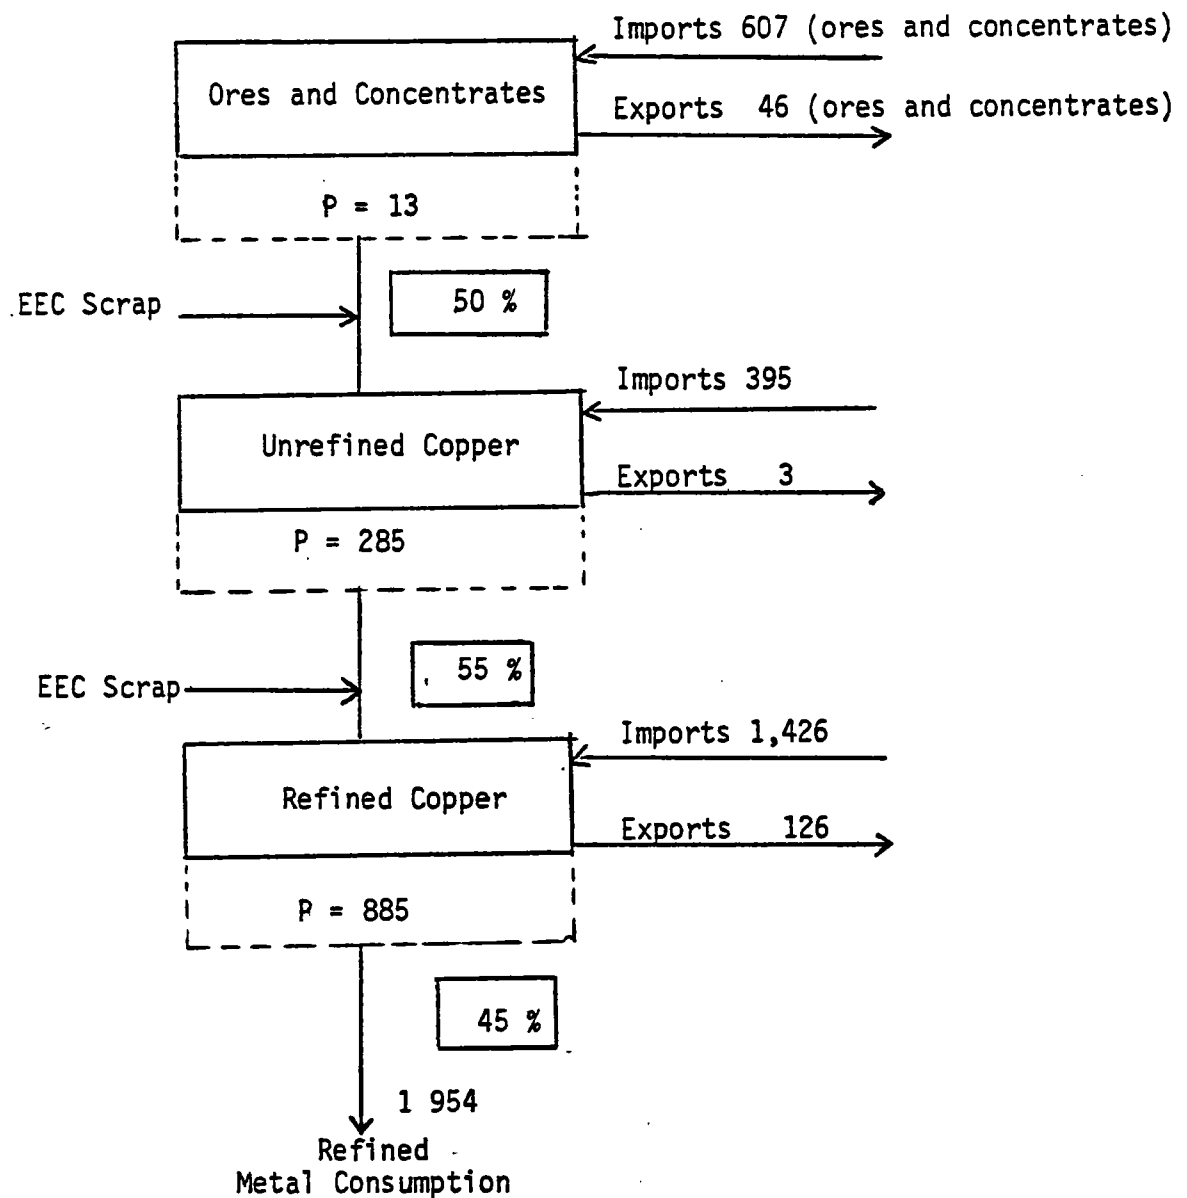 Imports 607 (ores and concentrates)
Ores and Concentrates
Exports 46 (ores and concentrates)
P = 13
EEC Scrap
50 %
Imports 395
Unrefined Copper
Exports 3
P = 285
55 %
EEC Scrap
Imports 1,426
Refined Copper
Exports 126
P = 885
45 %
1 954
Refined
Metal Consumption